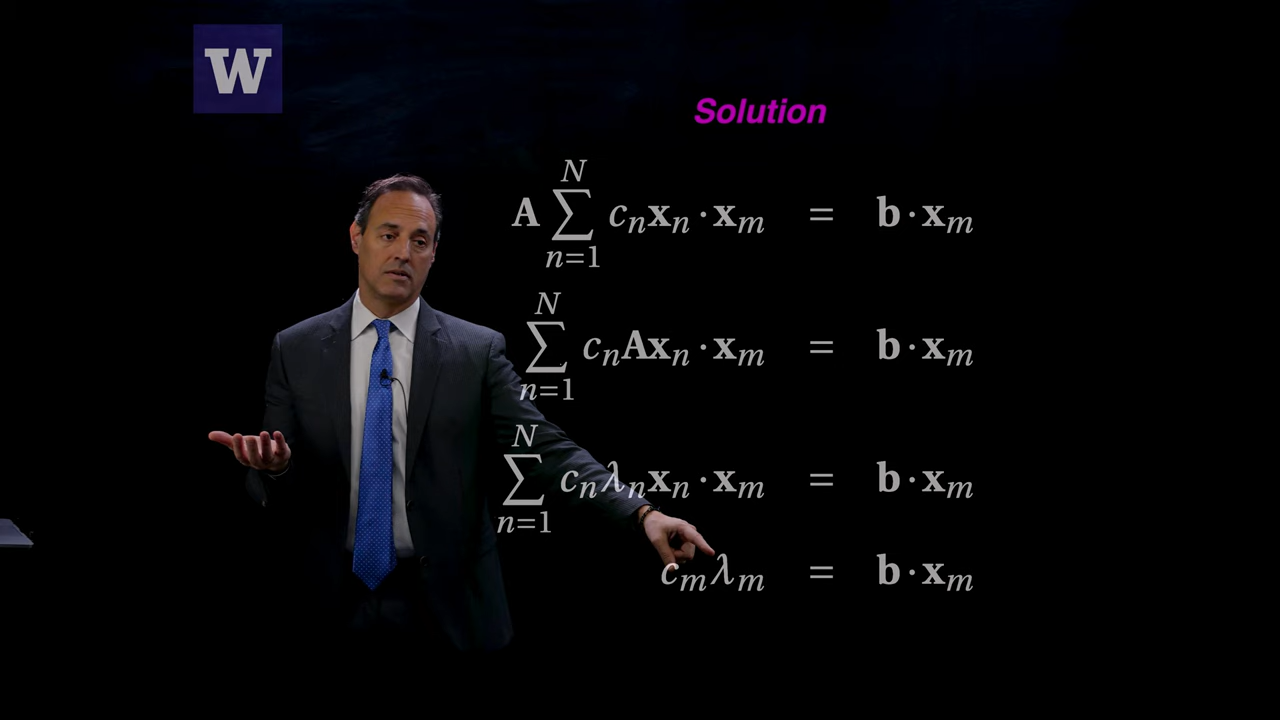 W
Solution
A ∑_{n=1}^{N} c_n x_n · x_m = b · x_m
∑_{n=1}^{N} c_n A x_n · x_m = b · x_m
∑_{n=1}^{N} c_n λ_n x_n · x_m = b · x_m
c_m λ_m = b · x_m